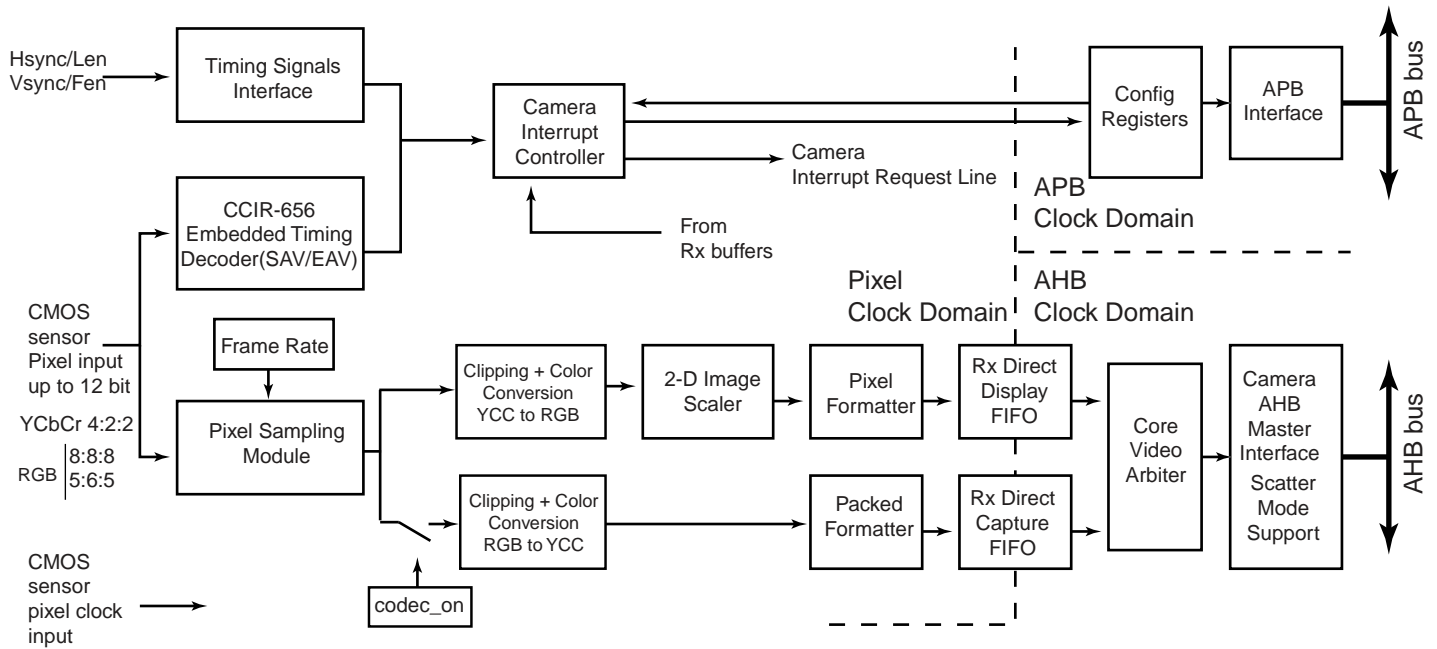 Hsync/Len
Vsync/Fen
Timing Signals
Interface
Camera
Interrupt
Controller
Config
Registers
APB
Interface
APB bus
Camera
Interrupt Request Line
APB
Clock Domain
CCIR-656
Embedded Timing
Decoder(SAV/EAV)
From
Rx buffers
Pixel
Clock Domain
AHB
Clock Domain
CMOS
sensor
Pixel input
up to 12 bit
YCbCr 4:2:2
RGB
8:8:8
5:6:5
Frame Rate
Pixel Sampling
Module
Clipping + Color
Conversion
YCC to RGB
2-D Image
Scaler
Pixel
Formatter
Rx Direct
Display
FIFO
Core
Video
Arbiter
Camera
AHB
Master
Interface
Scatter
Mode
Support
AHB bus
Clipping + Color
Conversion
RGB to YCC
Packed
Formatter
Rx Direct
Capture
FIFO
codec_on
CMOS
sensor
pixel clock
input